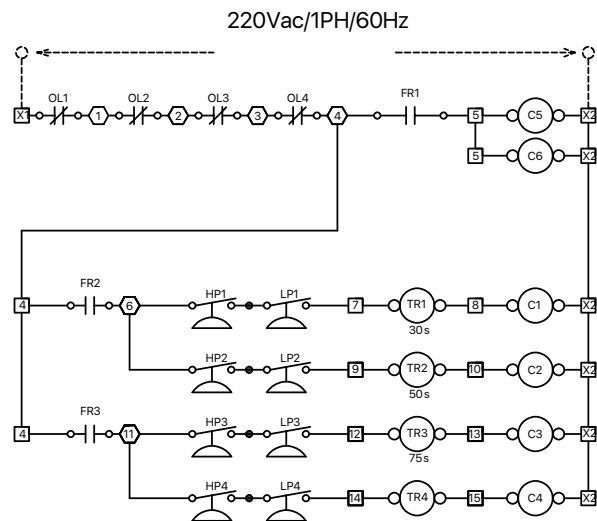 220Vac/1PH/60Hz
OL1 OL2 OL3 OL4 FR1
X1 1 2 3 4 5 C5 X2
5 C6 X2
FR2 HP1 LP1
4 6 7 TR1 8 C1 X2
30s
HP2 LP2
9 TR2 10 C2 X2
50s
FR3 HP3 LP3
4 11 12 TR3 13 C3 X2
75s
HP4 LP4
14 TR4 15 C4 X2